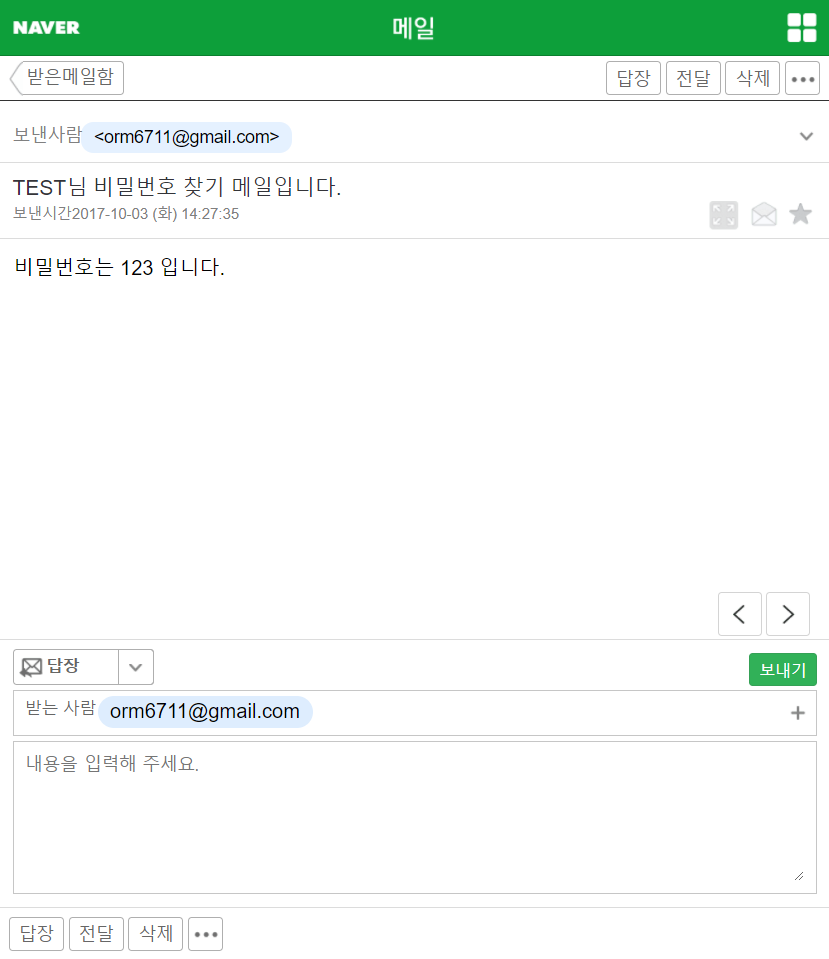 NAVER 메일
받은메일함 답장 전달 삭제
보낸사람 <orm6711@gmail.com>
TEST님 비밀번호 찾기 메일입니다.
보낸시간2017-10-03 (화) 14:27:35
비밀번호는 123 입니다.
답장 보내기
받는 사람 orm6711@gmail.com
내용을 입력해 주세요.
답장 전달 삭제